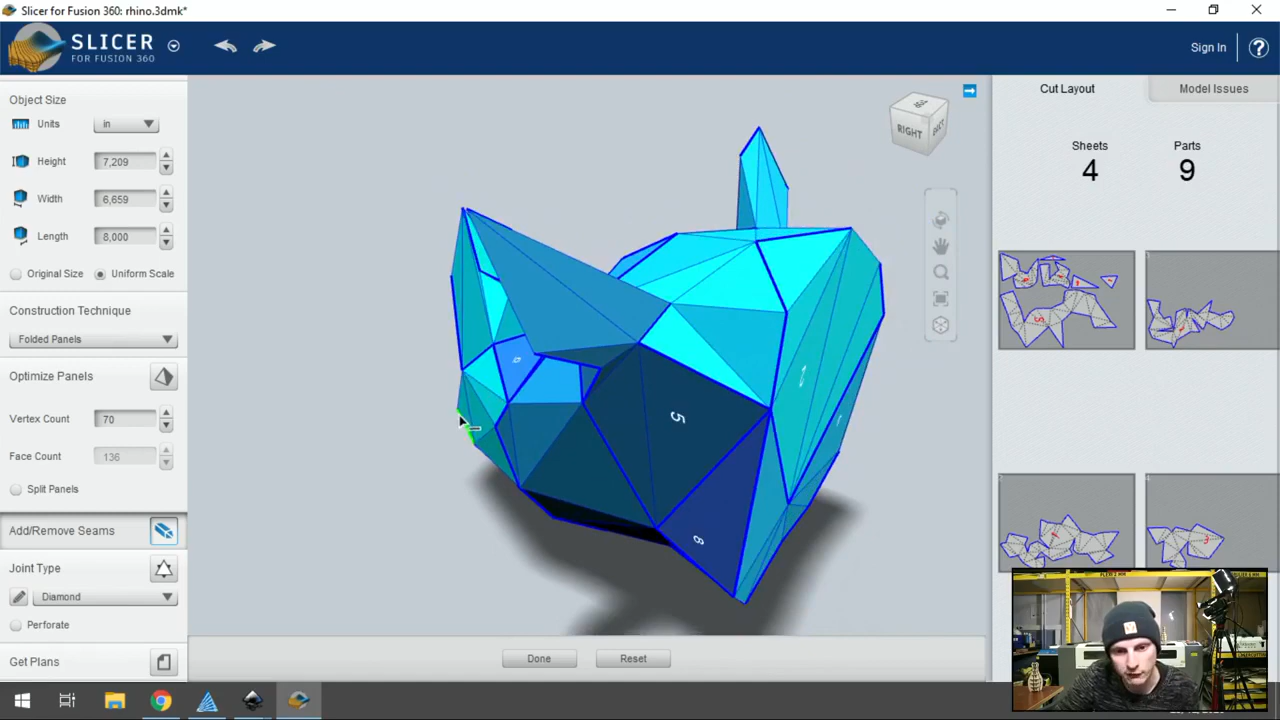 Slicer for Fusion 360: rhino.3dmk*
SLICER
FOR FUSION 360
Sign In
Object Size
Units in
Height 7,209
Width 6,659
Length 8,000
Original Size Uniform Scale
Construction Technique
Folded Panels
Optimize Panels
Vertex Count 70
Face Count 136
Split Panels
Add/Remove Seams
Joint Type
Diamond
Perforate
Get Plans
RIGHT
5
8
Done Reset
Cut Layout Model Issues
Sheets Parts
4 9